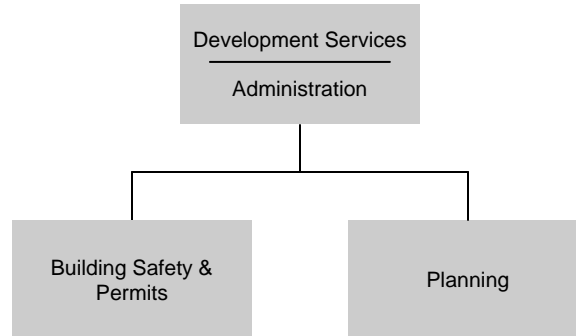 Development Services
Administration
Building Safety &
Permits
Planning